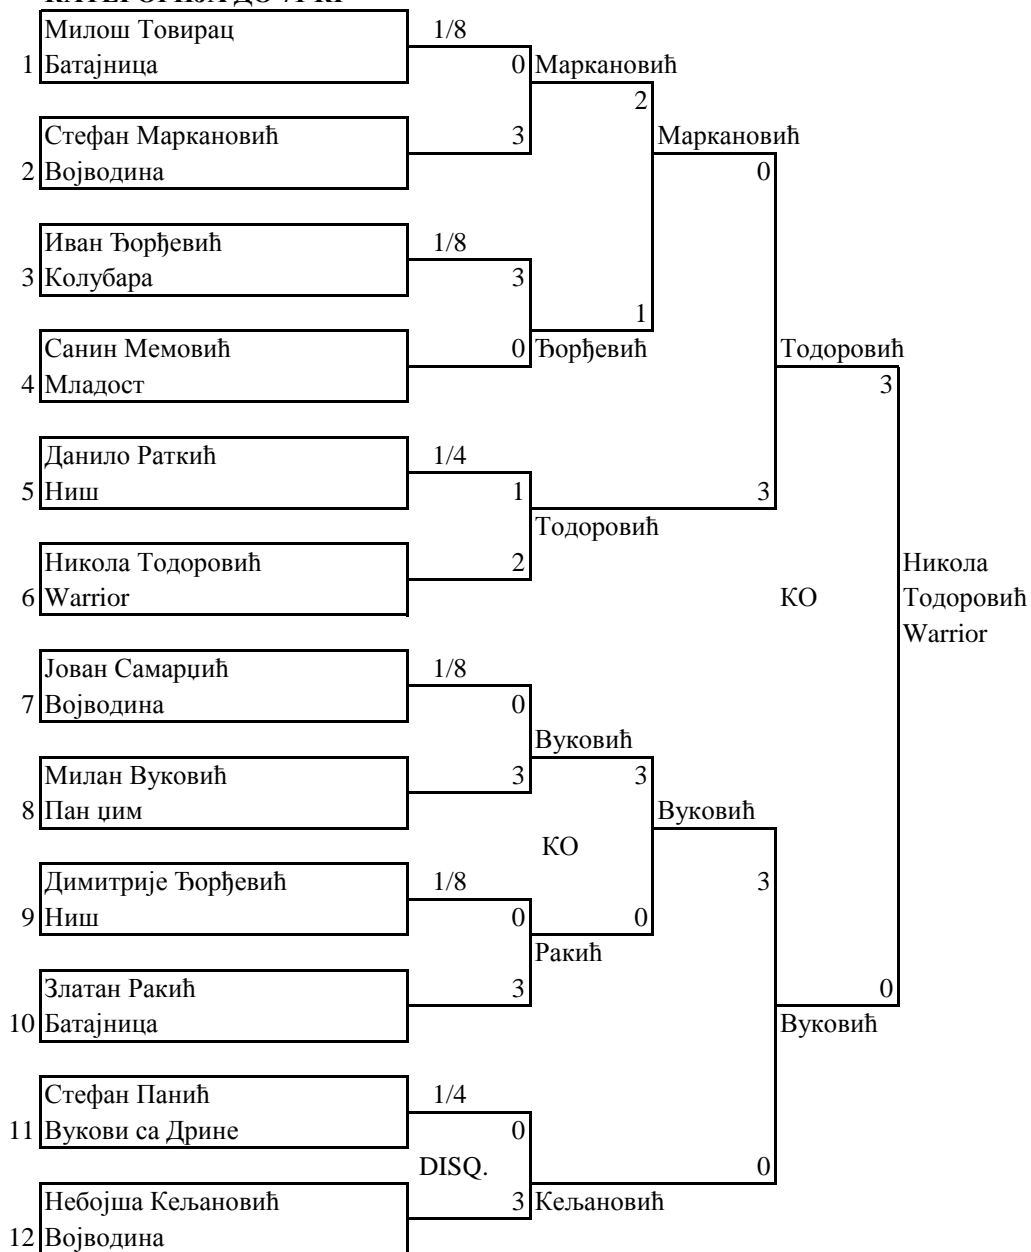 Милош Товирац 1/8
1 Батајница 0 Маркановић
2
Стефан Маркановић 3 Маркановић
2 Војводина 0
Иван Ђорђевић 1/8
3 Колубара 3
1
Санин Мемовић 0 Ђорђевић Тодоровић
4 Младост 3
Данило Раткић 1/4
5 Ниш 1 3
Тодоровић
Никола Тодоровић 2 Никола
6 Warrior КО Тодоровић
Warrior
Јован Самарџић 1/8
7 Војводина 0
Вуковић
Милан Вуковић 3 3
8 Пан џим Вуковић
КО
Димитрије Ђорђевић 1/8 3
9 Ниш 0 0
Ракић
Златан Ракић 3 0
10 Батајница Вуковић
Стефан Панић 1/4
11 Вукови са Дрине 0
DISQ. 0
Небојша Кељановић 3 Кељановић
12 Војводина